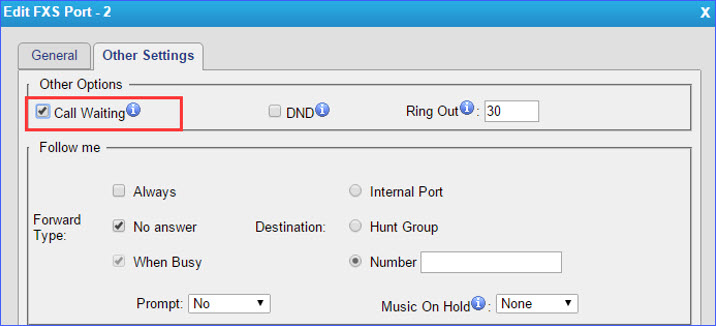 Edit FXS Port - 2 X
General Other Settings
Other Options
Call Waiting i DND i Ring Out i : 30
Follow me
Always Internal Port
Forward Type: No answer Destination: Hunt Group
When Busy Number
Prompt: No Music On Hold i : None